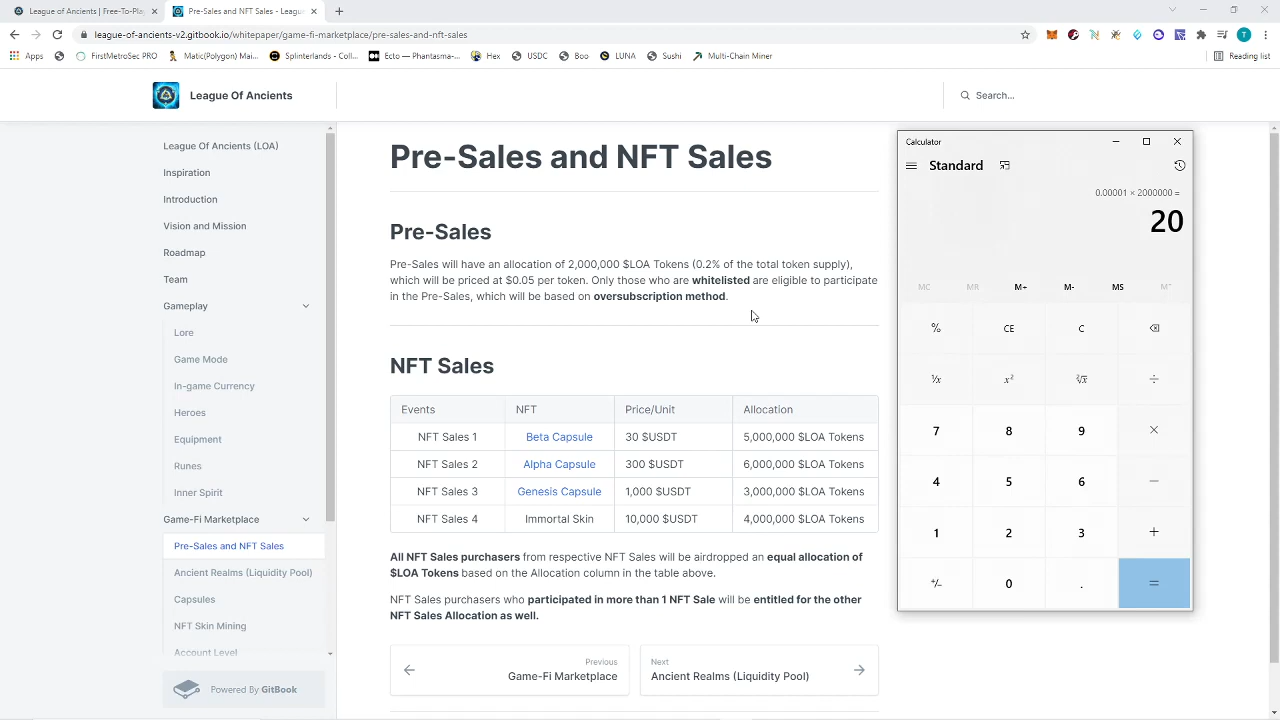 League of Ancients | Free-To-Play
Pre-Sales and NFT Sales - Leagu
league-of-ancients-v2.gitbook.io/whitepaper/game-fi-marketplace/pre-sales-and-nft-sales
Apps
FirstMetroSec PRO
Matic(Polygon) Mai...
Splinterlands - Coll...
Ecto — Phantasma-...
Hex
USDC
Boo
LUNA
Sushi
Merkly Chain Multi
Reading list
League Of Ancients
Search...
League Of Ancients (LOA)
Inspiration
Introduction
Vision and Mission
Roadmap
Team
Gameplay
Lore
Game Mode
In-game Currency
Heroes
Equipment
Runes
Inner Spirit
Game-Fi Marketplace
Pre-Sales and NFT Sales
Ancient Realms (Liquidity Pool)
Capsules
NFT Skin Mining
Account Level
Powered By GitBook
Pre-Sales and NFT Sales
Pre-Sales
Pre-Sales will have an allocation of 2,000,000 $LOA Tokens (0.2% of the total token supply),
which will be priced at $0.05 per token. Only those who are whitelisted are eligible to participate
in the Pre-Sales, which will be based on oversubscription method.
NFT Sales
Events NFT Price/Unit Allocation
NFT Sales 1 Beta Capsule 30 $USDT 5,000,000 $LOA Tokens
NFT Sales 2 Alpha Capsule 300 $USDT 6,000,000 $LOA Tokens
NFT Sales 3 Genesis Capsule 1,000 $USDT 3,000,000 $LOA Tokens
NFT Sales 4 Immortal Skin 10,000 $USDT 4,000,000 $LOA Tokens
All NFT Sales purchasers from respective NFT Sales will be airdropped an equal allocation of
$LOA Tokens based on the Allocation column in the table above.
NFT Sales purchasers who participated in more than 1 NFT Sale will be entitled for the other
NFT Sales Allocation as well.
Previous
Game-Fi Marketplace
Next
Ancient Realms (Liquidity Pool)
Calculator
Standard
0.00001 × 2000000 =
20
MC MR M+ M- MS M˅
% CE C
¹/x x² ²√x ÷
7 8 9 ×
4 5 6 −
1 2 3 +
+/− 0 . =